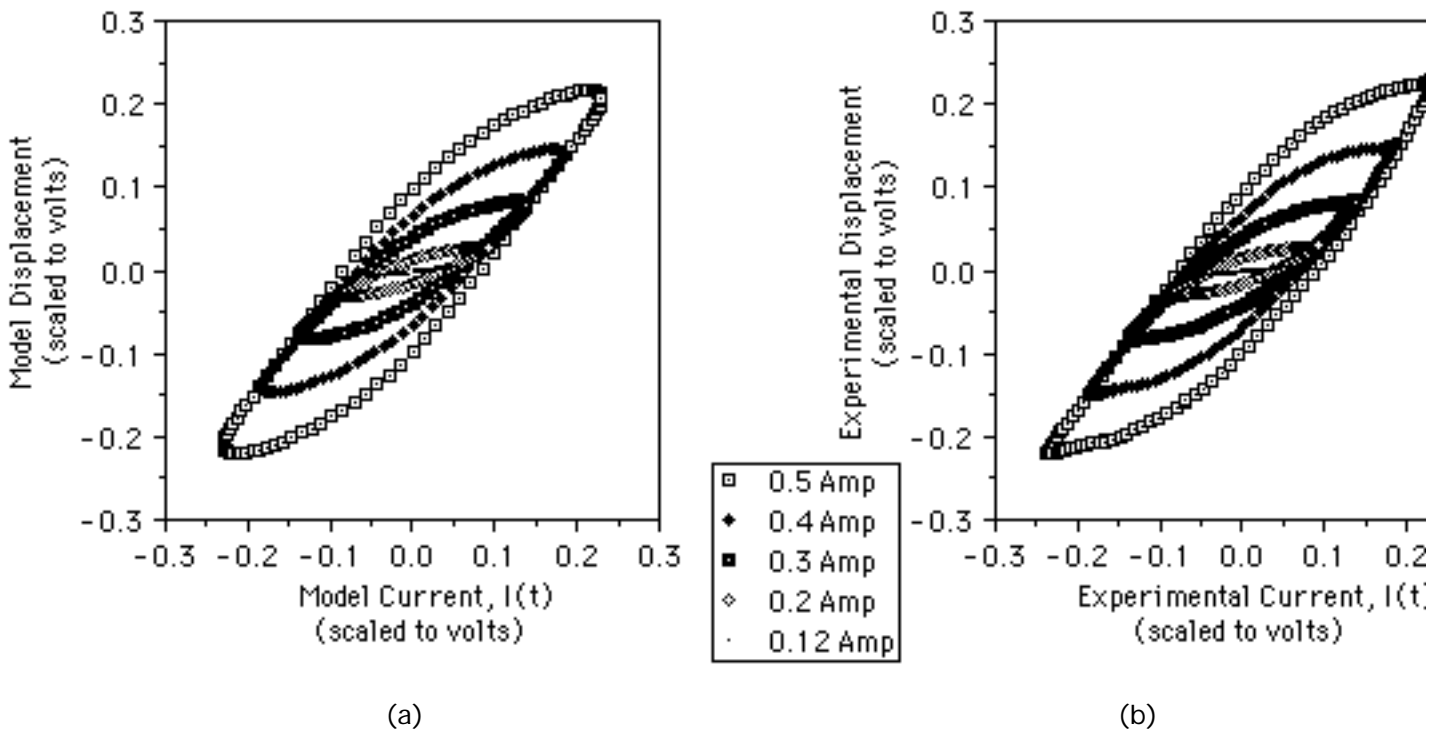 0.3
0.2
0.1
0.0
-0.1
-0.2
-0.3
-0.3 -0.2 -0.1 0.0 0.1 0.2 0.3
Model Displacement
(scaled to volts)
Model Current, I(t)
(scaled to volts)
0.5 Amp
0.4 Amp
0.3 Amp
0.2 Amp
0.12 Amp
0.3
0.2
0.1
0.0
-0.1
-0.2
-0.3
-0.3 -0.2 -0.1 0.0 0.1 0.2
Experimental Displacement
(scaled to volts)
Experimental Current, I(t)
(scaled to volts)
(a)
(b)